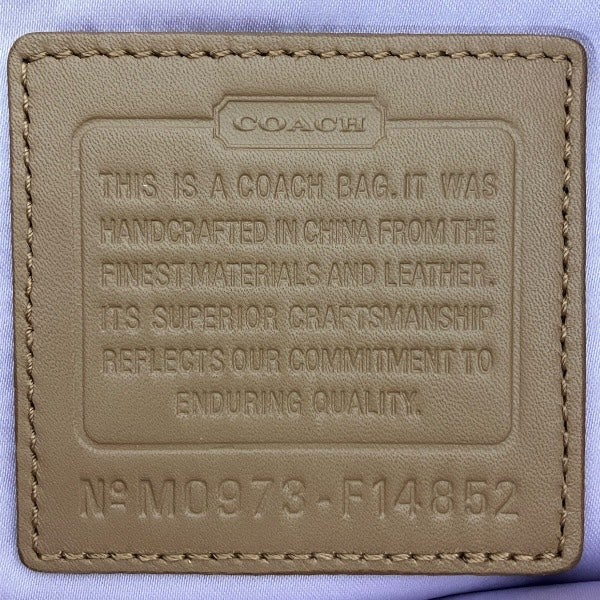 COACH
THIS IS A COACH BAG. IT WAS
HANDCRAFTED IN CHINA FROM THE
FINEST MATERIALS AND LEATHER.
ITS SUPERIOR CRAFTSMANSHIP
REFLECTS OUR COMMITMENT TO
ENDURING QUALITY.
Nº M0973-F14852